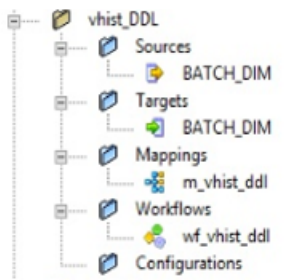 vhist_DDL
Sources
BATCH_DIM
Targets
BATCH_DIM
Mappings
m_vhist_ddl
Workflows
wf_vhist_ddl
Configurations